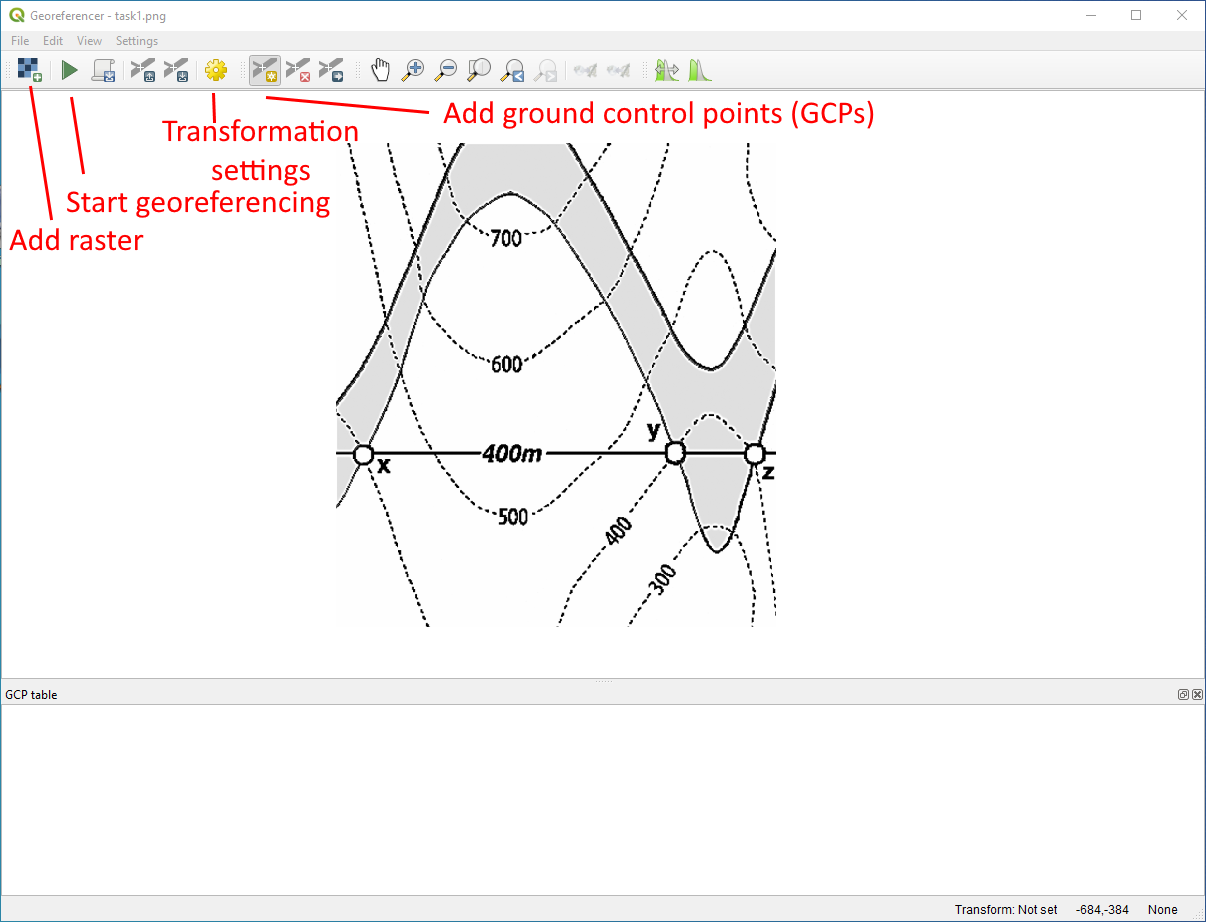 Georeferencer - task1.png
File Edit View Settings
Add ground control points (GCPs)
Transformation
settings
Start georeferencing
Add raster
700
600
y
400m
x
z
500
400
300
GCP table
Transform: Not set -684,-384 None